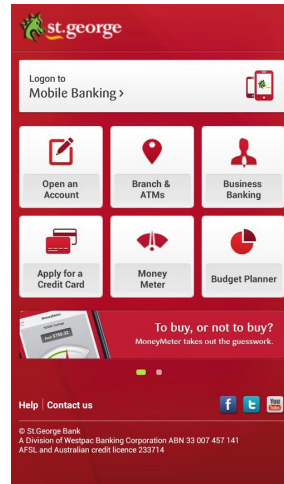 st.george
Logon to
Mobile Banking >
Open an
Account
Branch &
ATMs
Business
Banking
Apply for a
Credit Card
Money
Meter
Budget Planner
To buy, or not to buy?
MoneyMeter takes out the guesswork.
Help | Contact us
You
© St.George Bank
A Division of Westpac Banking Corporation ABN 33 007 457 141
AFSL and Australian credit licence 233714